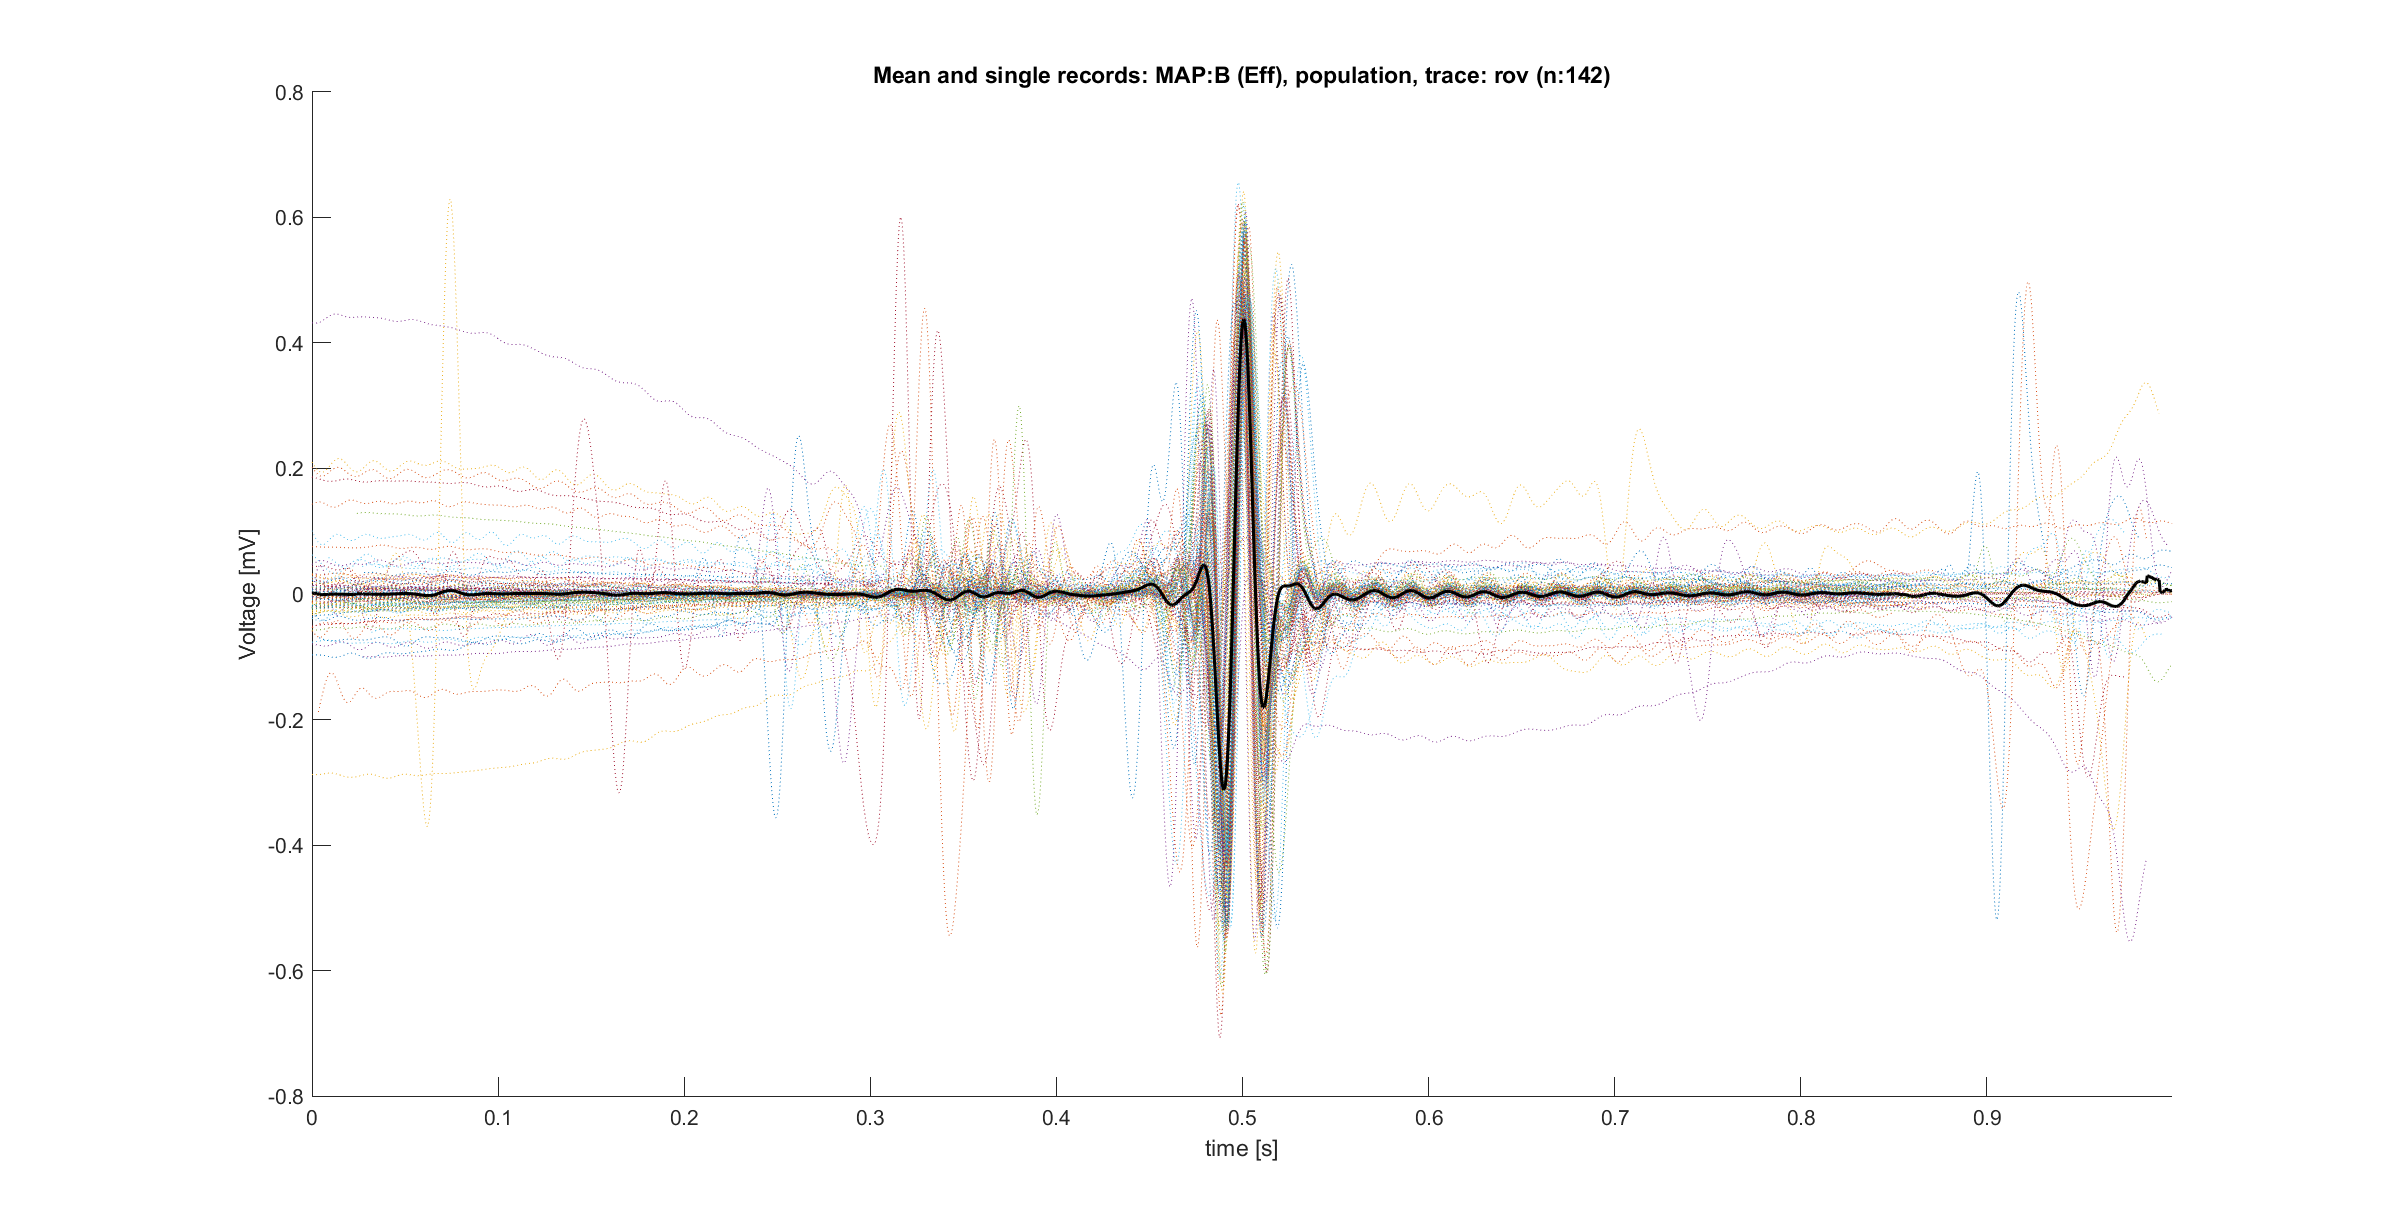 Mean and single records: MAP:B (Eff), population, trace: rov (n:142)
0.8
0.6
0.4
0.2
0
-0.2
-0.4
-0.6
-0.8
Voltage [mV]
0 0.1 0.2 0.3 0.4 0.5 0.6 0.7 0.8 0.9
time [s]